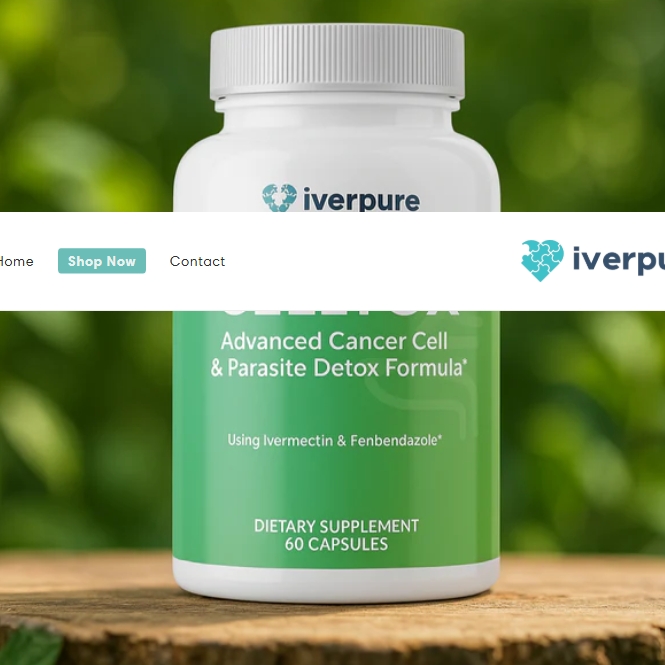 iverpure
Home
Shop Now
Contact
iverpu
Advanced Cancer Cell
& Parasite Detox Formula*
Using Ivermectin & Fenbendazole*
DIETARY SUPPLEMENT
60 CAPSULES